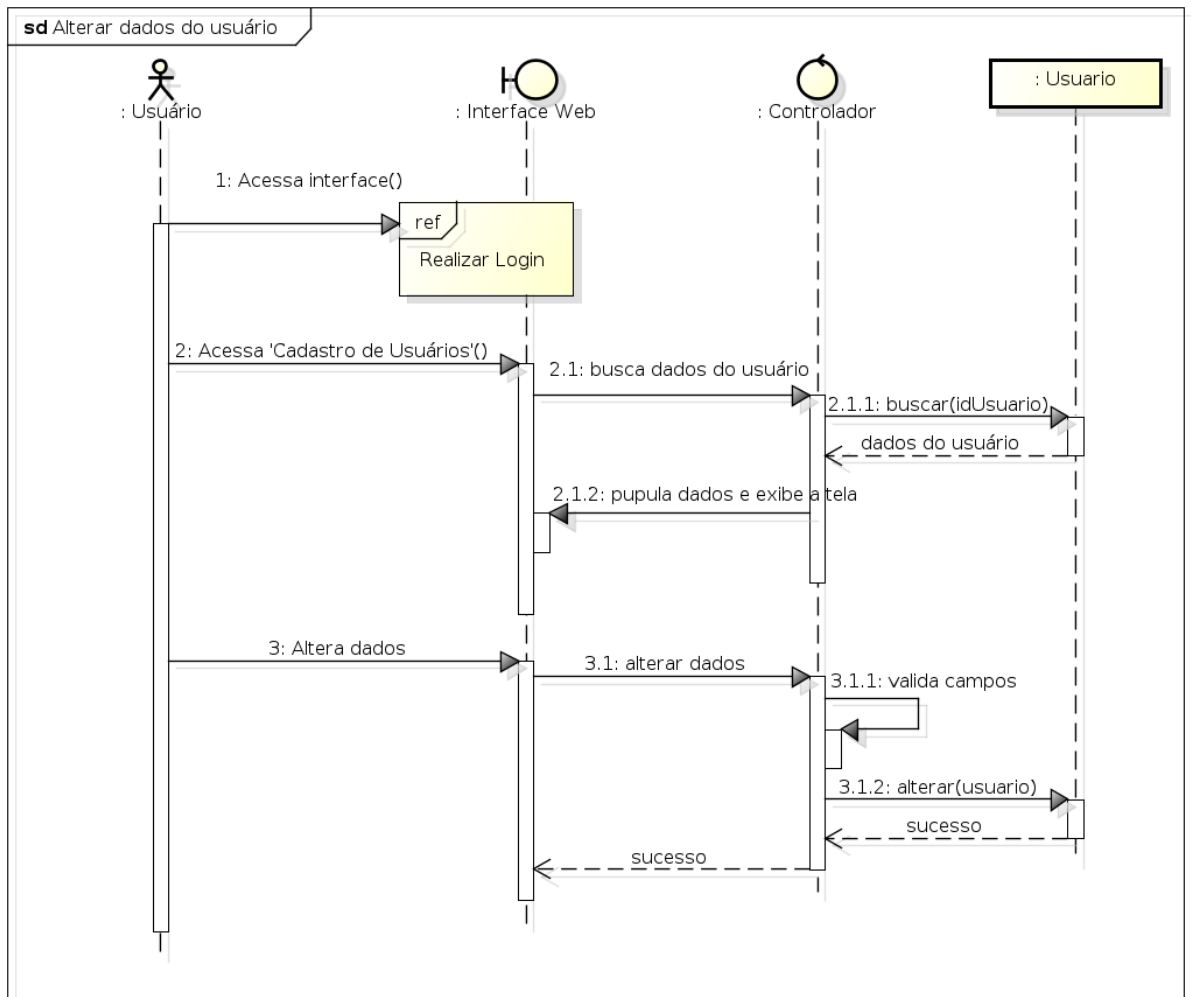 sd Alterar dados do usuário
: Usuário
: Interface Web
: Controlador
: Usuario
1: Acessa interface()
ref
Realizar Login
2: Acessa 'Cadastro de Usuários'()
2.1: busca dados do usuário
2.1.1: buscar(idUsuario)
dados do usuário
2.1.2: pupula dados e exibe a tela
3: Altera dados
3.1: alterar dados
3.1.1: valida campos
3.1.2: alterar(usuario)
sucesso
sucesso